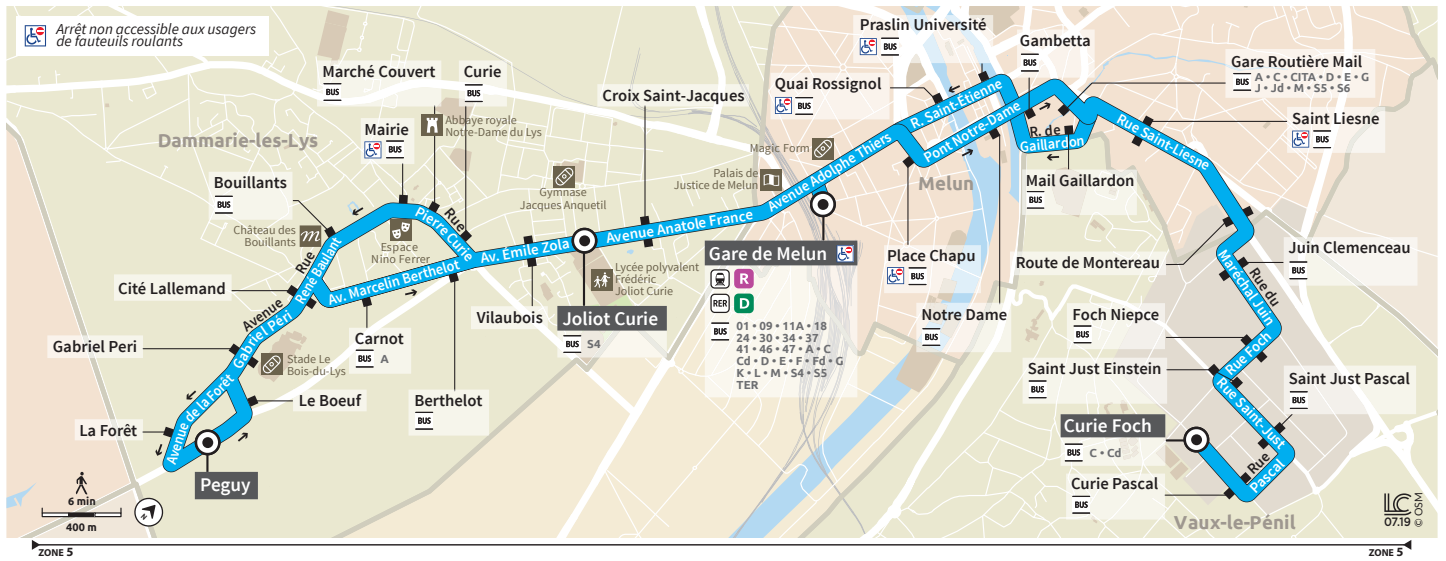 Arrêt non accessible aux usagers
de fauteuils roulants
Praslin Université
BUS
Gambetta
BUS
Gare Routière Mail
BUS
A • C • CITA • D • E • G
J • Jd • M • S5 • S6
Marché Couvert
BUS
Curie
BUS
Quai Rossignol
BUS
Croix Saint-Jacques
Saint Liesne
BUS
Abbaye royale
Notre-Dame du Lys
Dammarie-les-Lys
Mairie
BUS
R. Saint-Étienne
Pont Notre-Dame
R. de
Gaillardon
Rue Saint-Liesne
Magic Form
Avenue Adolphe Thiers
Palais de
Justice de Melun
Melun
Mail Gaillardon
BUS
Bouillants
BUS
Gymnase
Jacques Anquetil
Château des
Bouillants
Rue
Pierre Curie
Espace
Nino Ferrer
Av. Émile Zola
Avenue Anatole France
Gare de Melun
R
RER
D
BUS
01 • 09 • 11A • 18
24 • 30 • 34 • 37
41 • 46 • 47 • A • C
Cd • D • E • F • Fd • G
K • L • M • S4 • S5
TER
Place Chapu
BUS
Route de Montereau
Juin Clemenceau
BUS
Rue du
Maréchal Juin
Rue
René Baulant
Av. Marcelin Berthelot
Lycée polyvalent
Frédéric
Joliot Curie
Cité Lallemand
Vilaubois
Joliot Curie
BUS
S4
Notre Dame
BUS
Foch Niepce
BUS
Avenue
Gabriel Péri
Gabriel Peri
Carnot
BUS
A
Rue Foch
Stade Le
Bois-du-Lys
Saint Just Einstein
BUS
Saint Just Pascal
BUS
Avenue de la Forêt
Le Boeuf
Berthelot
BUS
Rue Saint-Just
La Forêt
Curie Foch
BUS
C • Cd
Rue
Pascal
Peguy
Curie Pascal
BUS
Vaux-le-Pénil
6 min
400 m
LC
07.19
© OSM
ZONE 5
ZONE 5